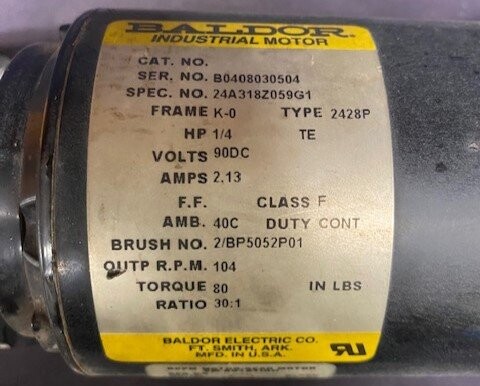 BALDOR.
INDUSTRIAL MOTOR
CAT. NO.
SER. NO. B0408030504
SPEC. NO. 24A318Z059G1
FRAME K-0 TYPE 2428P
HP 1/4 TE
VOLTS 90DC
AMPS 2.13
F.F. CLASS F
AMB. 40C DUTY CONT
BRUSH NO. 2/BP5052P01
OUTP R.P.M. 104
TORQUE 80 IN LBS
RATIO 30:1
BALDOR ELECTRIC CO.
FT. SMITH, ARK.
MFD. IN U.S.A.